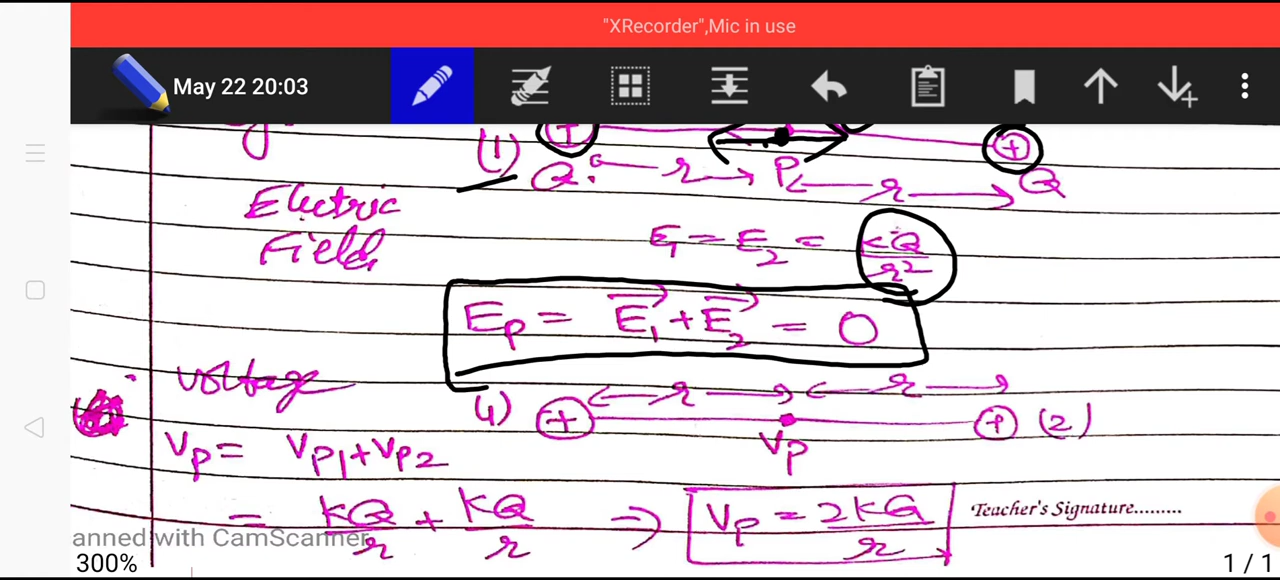 "XRecorder",Mic in use
May 22 20:03
(1) + +
Q r P r Q
Electric
Field
E1 = E2 = kQ/r²
Ep = E1 + E2 = 0
voltage
r r
1) + + (2)
Vp
Vp = Vp1 + Vp2
= kQ/r + kQ/r ⇒ Vp = 2kQ/r
Teacher's Signature.........
anned with CamScanner
300%
1 / 1